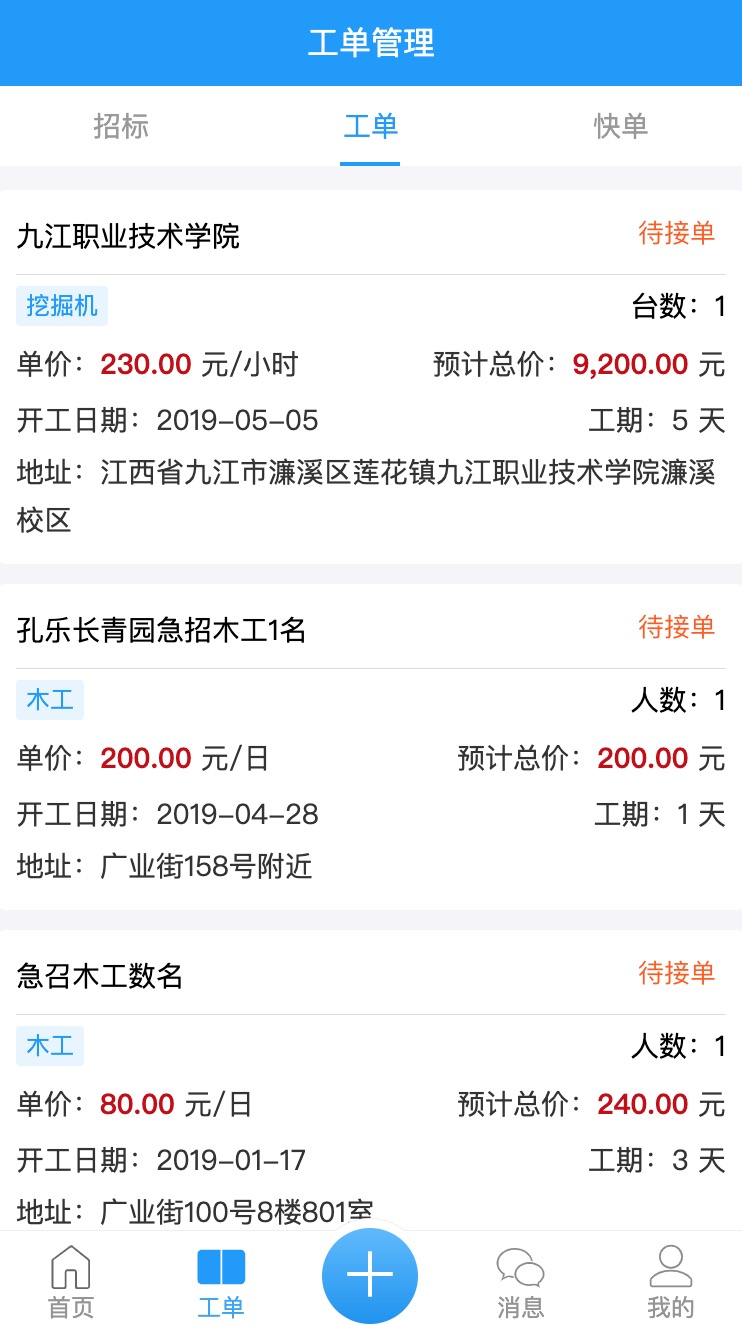 工单管理
招标 工单 快单
九江职业技术学院 待接单
挖掘机 台数：1
单价：230.00 元/小时 预计总价：9,200.00 元
开工日期：2019-05-05 工期：5 天
地址：江西省九江市濂溪区莲花镇九江职业技术学院濂溪
校区
孔乐长青园急招木工1名 待接单
木工 人数：1
单价：200.00 元/日 预计总价：200.00 元
开工日期：2019-04-28 工期：1 天
地址：广业街158号附近
急召木工数名 待接单
木工 人数：1
单价：80.00 元/日 预计总价：240.00 元
开工日期：2019-01-17 工期：3 天
地址：广业街100号8楼801室
首页 工单 消息 我的